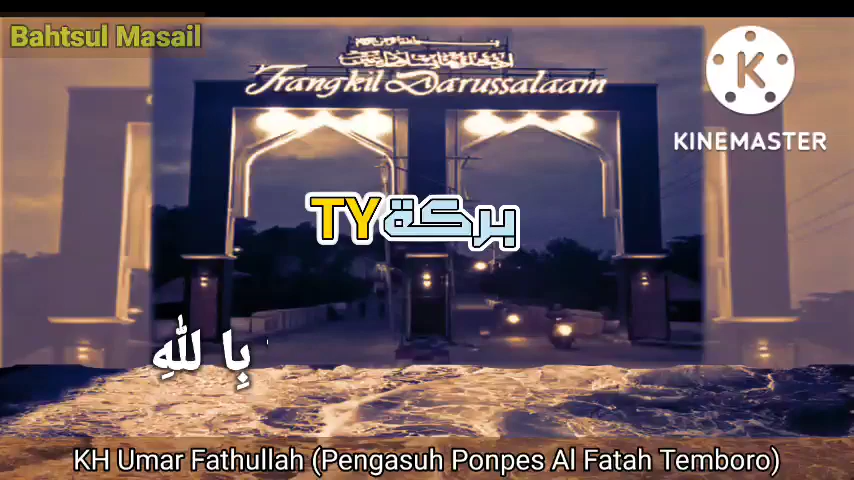 Bahtsul Masail
Trangkil Darussalaam
K
KINEMASTER
TY بركة
بِا للهِ
KH Umar Fathullah (Pengasuh Ponpes Al Fatah Temboro)